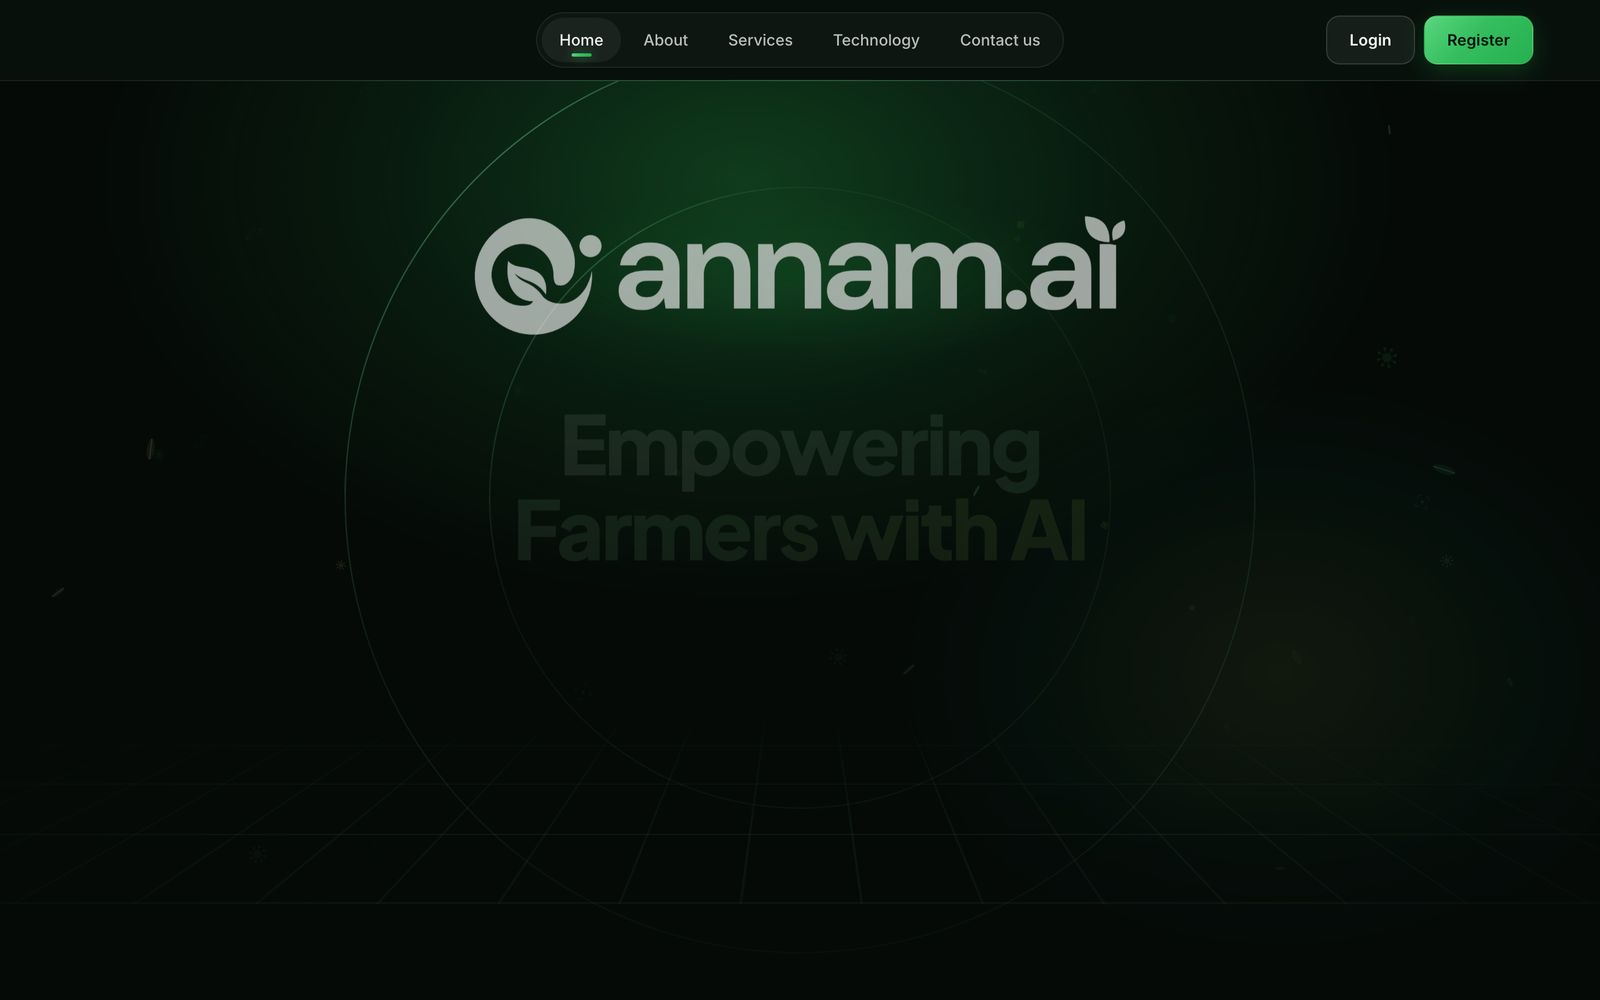 Home
About
Services
Technology
Contact us
Login
Register
annam.ai
Empowering
Farmers with AI